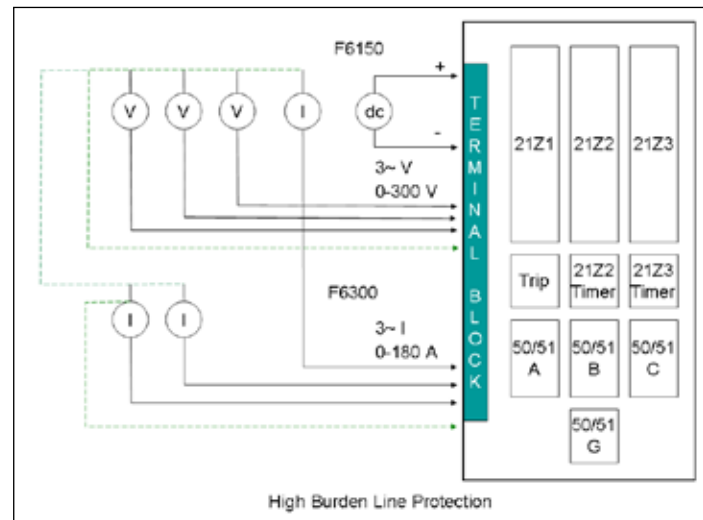 F6150
+
V
V
V
I
dc
-
3~ V
0-300 V
I
I
F6300
3~ I
0-180 A
TERMINAL BLOCK
21Z1
21Z2
21Z3
Trip
21Z2
Timer
21Z3
Timer
50/51
A
50/51
B
50/51
C
50/51
G
High Burden Line Protection